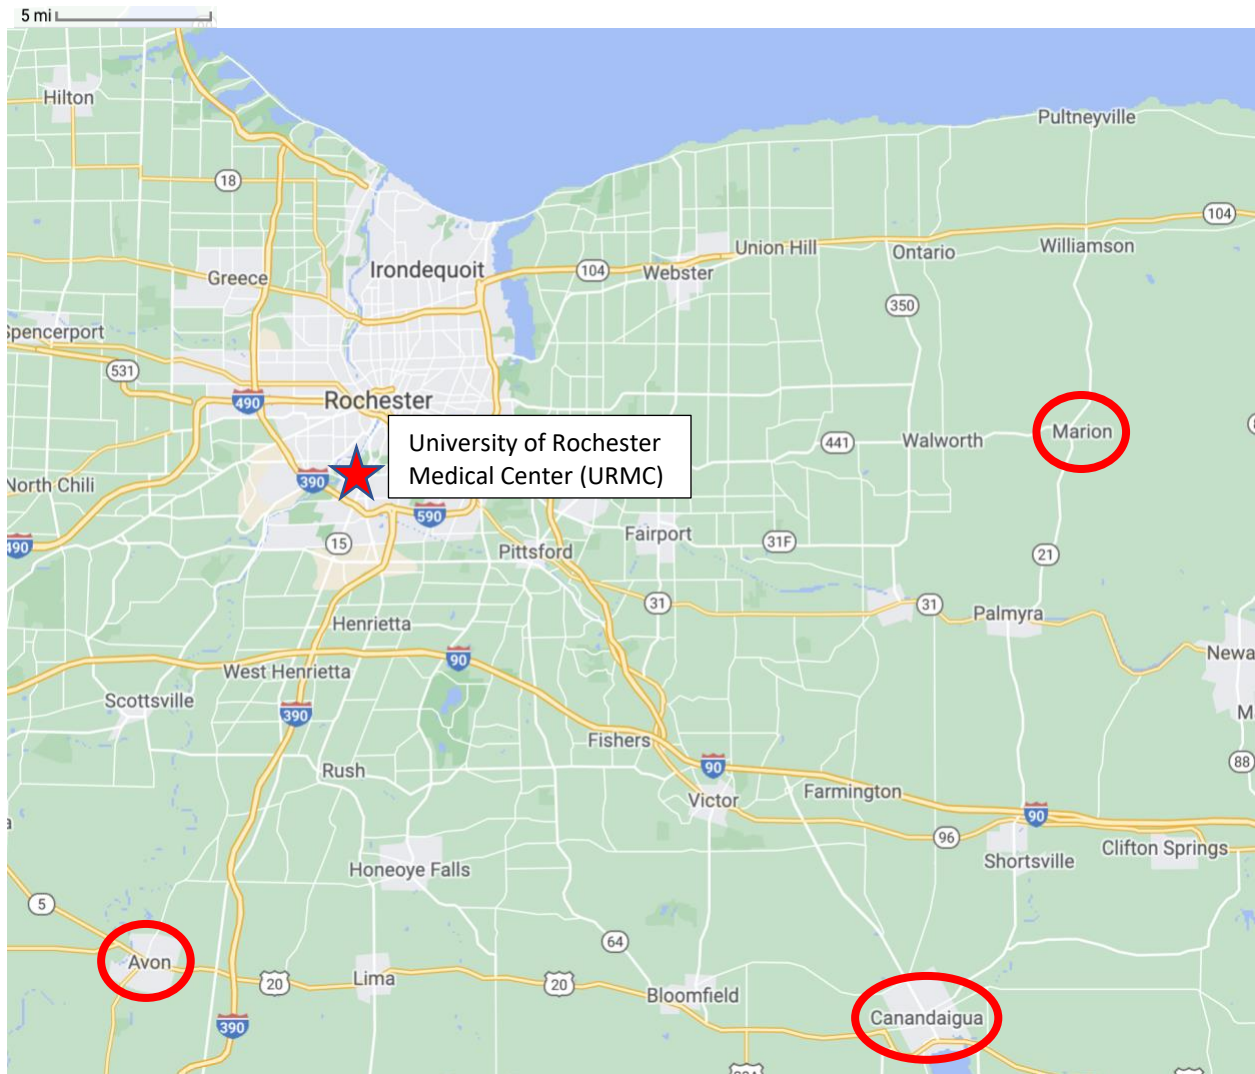 5 mi
Hilton
Pultneyville
18
104
Union Hill
Williamson
Irondequoit
104
Webster
Ontario
Greece
350
Spencerport
531
490
Rochester
University of Rochester
Medical Center (URMC)
441
Walworth
Marion
North Chili
390
590
490
15
Fairport
31F
Pittsford
21
31
31
Palmyra
Henrietta
90
Newa
West Henrietta
Scottsville
390
M
Fishers
88
90
Rush
Victor
Farmington
90
96
Shortsville
Clifton Springs
Honeoye Falls
5
64
Avon
20
Lima
20
Bloomfield
Canandaigua
390